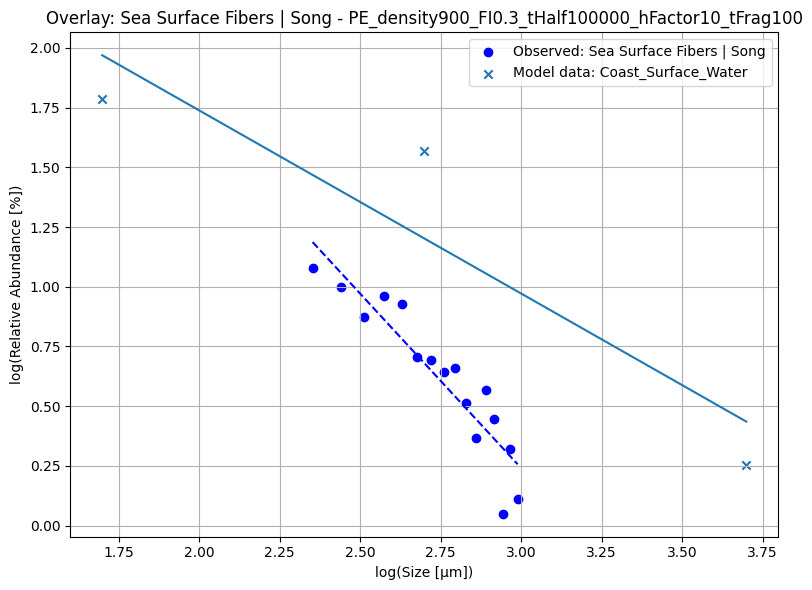 Overlay: Sea Surface Fibers | Song - PE_density900_FI0.3_tHalf100000_hFactor10_tFrag100
Observed: Sea Surface Fibers | Song
Model data: Coast_Surface_Water
log(Relative Abundance [%])
2.00
1.75
1.50
1.25
1.00
0.75
0.50
0.25
0.00
1.75 2.00 2.25 2.50 2.75 3.00 3.25 3.50 3.75
log(Size [μm])